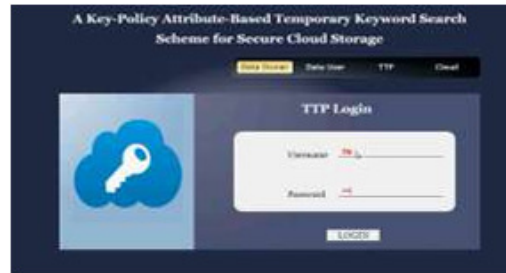 A Key-Policy Attribute-Based Temporary Keyword Search
Scheme for Secure Cloud Storage
Data Owner Data User TTP Cloud
TTP Login
Username
Password
LOGIN